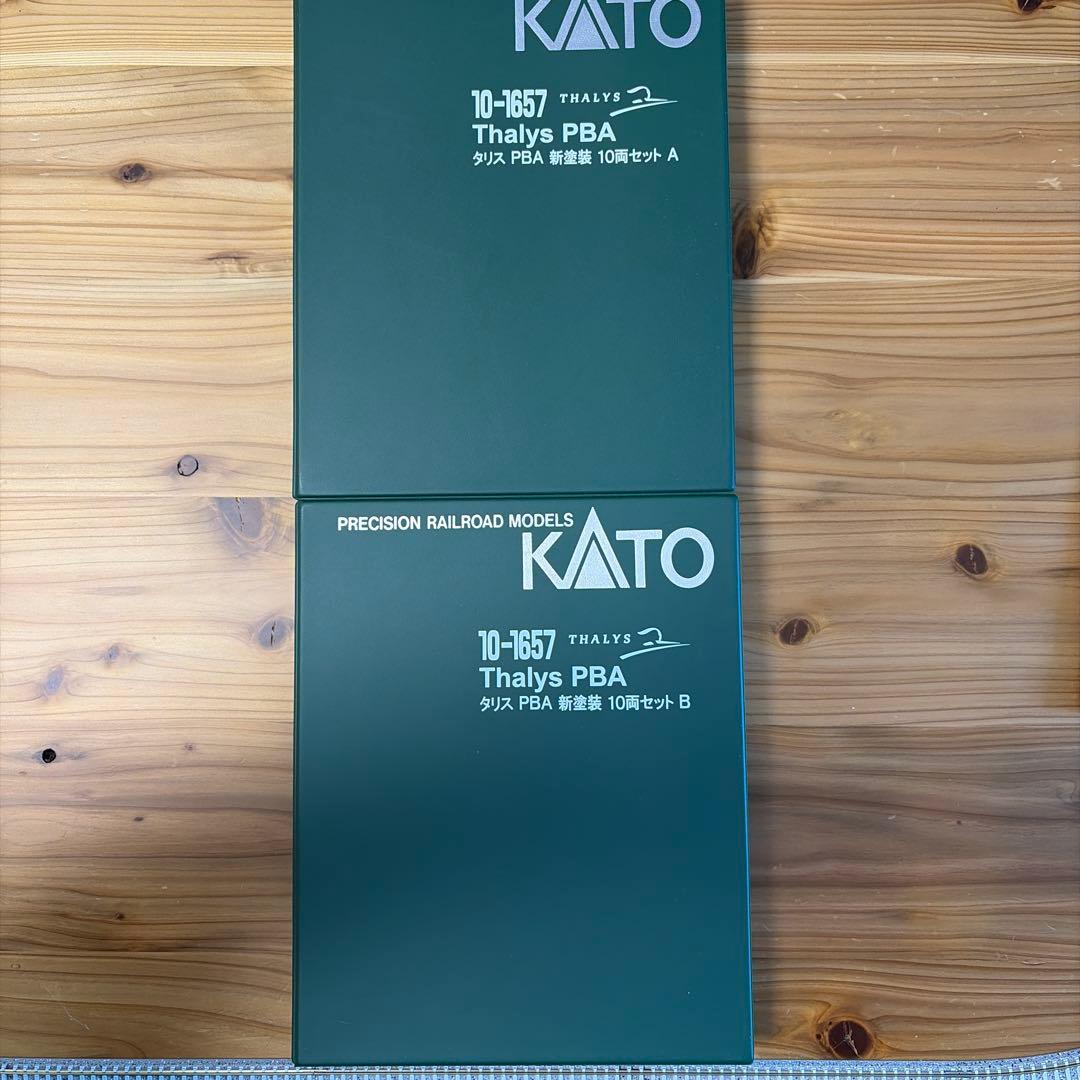 KATO
10-1657 THALYS
Thalys PBA
タリス PBA 新塗装 10両セット A
PRECISION RAILROAD MODELS
KATO
10-1657 THALYS
Thalys PBA
タリス PBA 新塗装 10両セット B